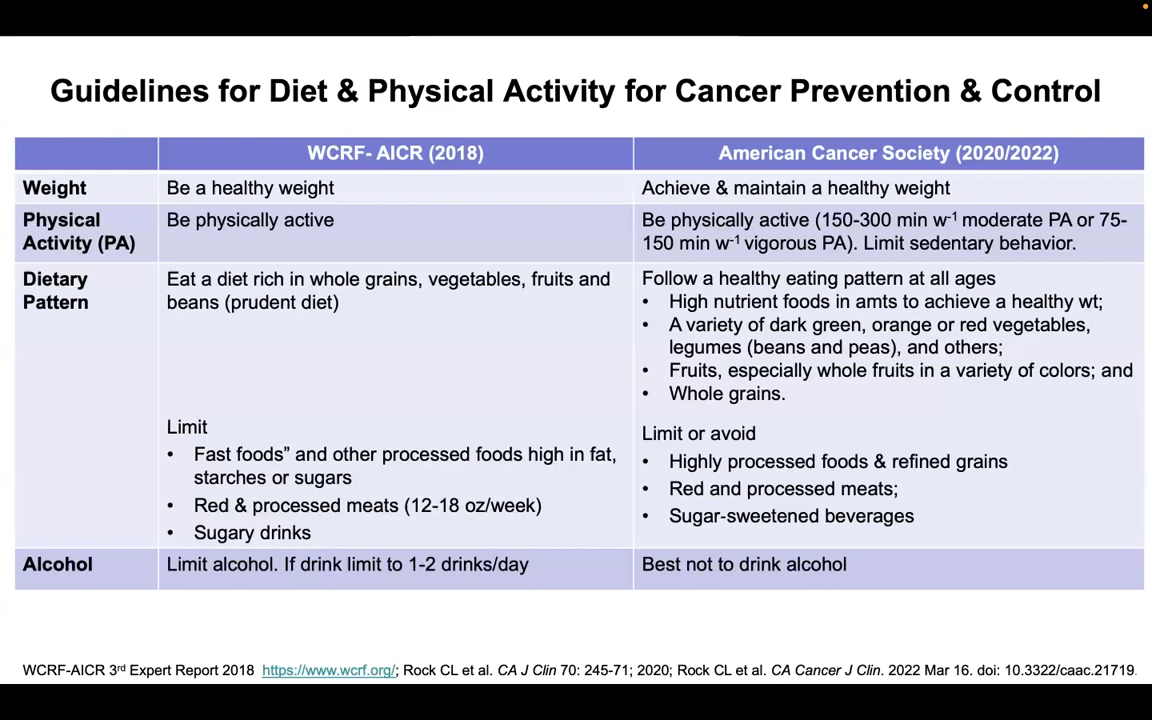 Guidelines for Diet & Physical Activity for Cancer Prevention & Control
WCRF- AICR (2018)
American Cancer Society (2020/2022)
Weight
Be a healthy weight
Achieve & maintain a healthy weight
Physical
Activity (PA)
Be physically active
Be physically active (150-300 min w-1 moderate PA or 75-
150 min w-1 vigorous PA). Limit sedentary behavior.
Dietary
Pattern
Eat a diet rich in whole grains, vegetables, fruits and
beans (prudent diet)
Limit
• Fast foods” and other processed foods high in fat,
starches or sugars
• Red & processed meats (12-18 oz/week)
• Sugary drinks
Follow a healthy eating pattern at all ages
• High nutrient foods in amts to achieve a healthy wt;
• A variety of dark green, orange or red vegetables,
legumes (beans and peas), and others;
• Fruits, especially whole fruits in a variety of colors; and
• Whole grains.
Limit or avoid
• Highly processed foods & refined grains
• Red and processed meats;
• Sugar-sweetened beverages
Alcohol
Limit alcohol. If drink limit to 1-2 drinks/day
Best not to drink alcohol
WCRF-AICR 3rd Expert Report 2018 https://www.wcrf.org/; Rock CL et al. CA J Clin 70: 245-71; 2020; Rock CL et al. CA Cancer J Clin. 2022 Mar 16. doi: 10.3322/caac.21719.